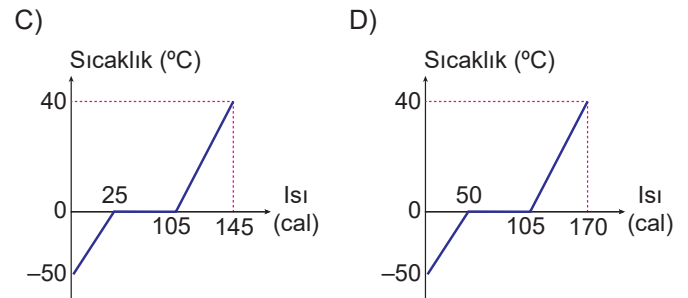 C)
Sıcaklık (ºC)
40
25
Isı
0
105
145
(cal)
–50
D)
Sıcaklık (ºC)
40
50
Isı
0
105
170
(cal)
–50